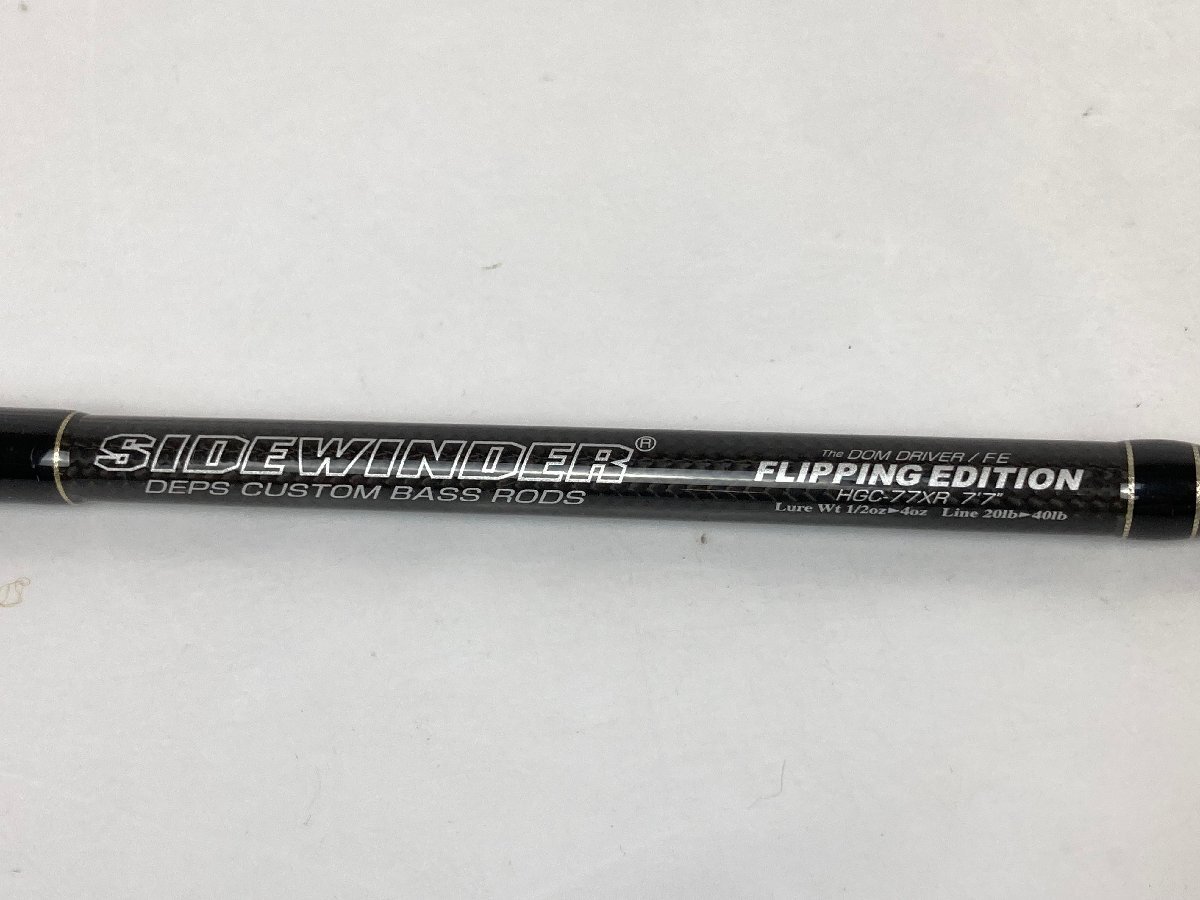 SIDEWINDER®
DEPS CUSTOM BASS RODS
The DOM DRIVER / FE
FLIPPING EDITION
HGC-77XR 7'7"
Lure Wt 1/2oz►4oz Line 20lb►40lb